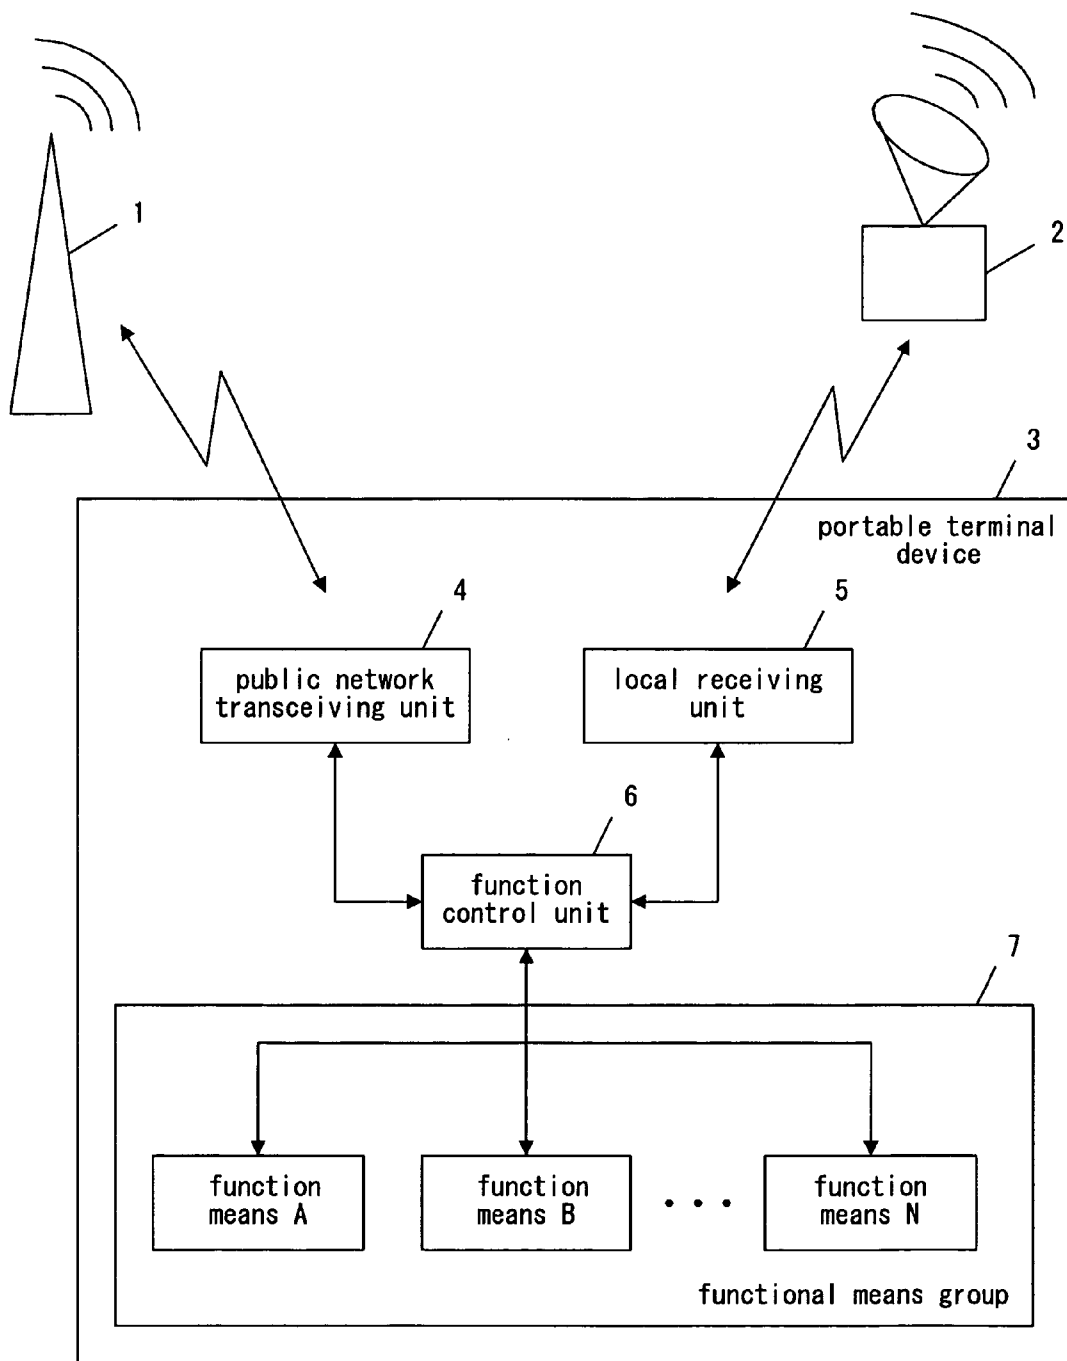 1
2
3
portable terminal
device
4
5
public network
transceiving unit
local receiving
unit
6
function
control unit
7
function
means A
function
means B
• • •
function
means N
functional means group